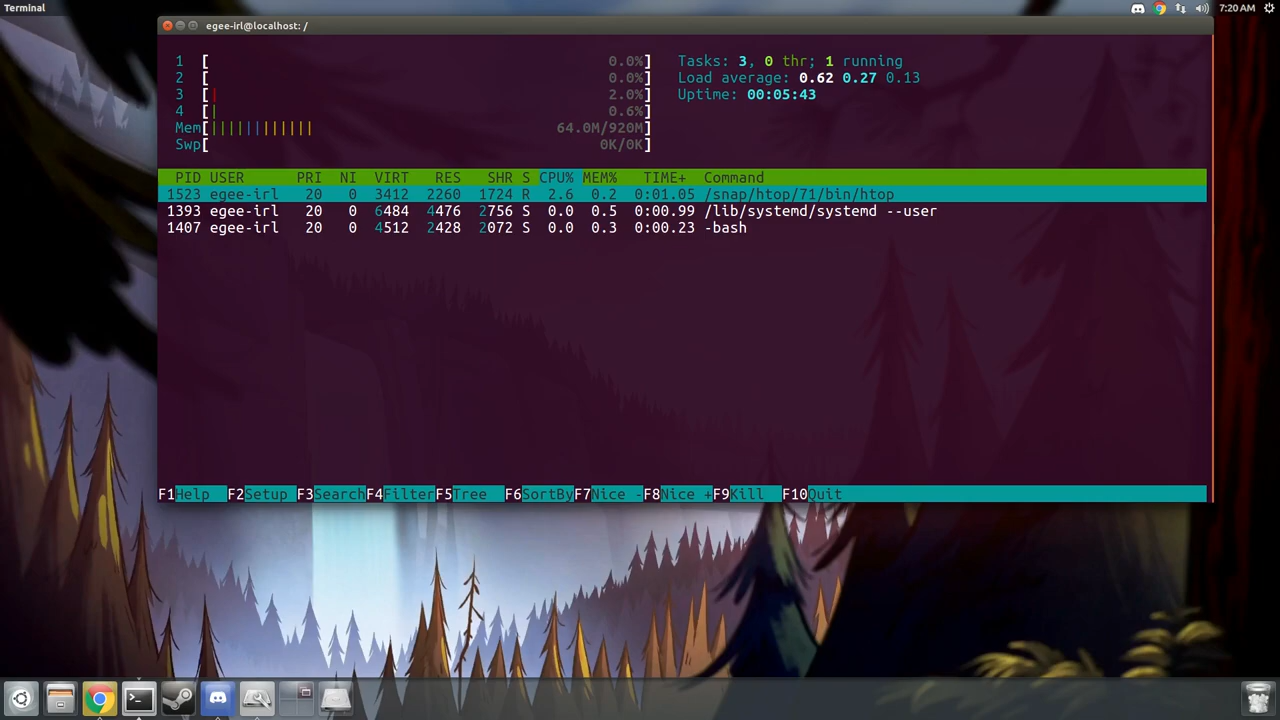 Terminal
7:20 AM
egee-irl@localhost: /
1 [ 0.0%] Tasks: 3, 0 thr; 1 running
2 [ 0.0%] Load average: 0.62 0.27 0.13
3 [| 2.0%] Uptime: 00:05:43
4 [| 0.6%]
Mem[|||||||||||| 64.0M/920M]
Swp[ 0K/0K]
PID USER PRI NI VIRT RES SHR S CPU% MEM% TIME+ Command
1523 egee-irl 20 0 3412 2260 1724 R 2.6 0.2 0:01.05 /snap/htop/71/bin/htop
1393 egee-irl 20 0 6484 4476 2756 S 0.0 0.5 0:00.99 /lib/systemd/systemd --user
1407 egee-irl 20 0 4512 2428 2072 S 0.0 0.3 0:00.23 -bash
F1Help F2Setup F3SearchF4FilterF5Tree F6SortByF7Nice -F8Nice +F9Kill F10Quit